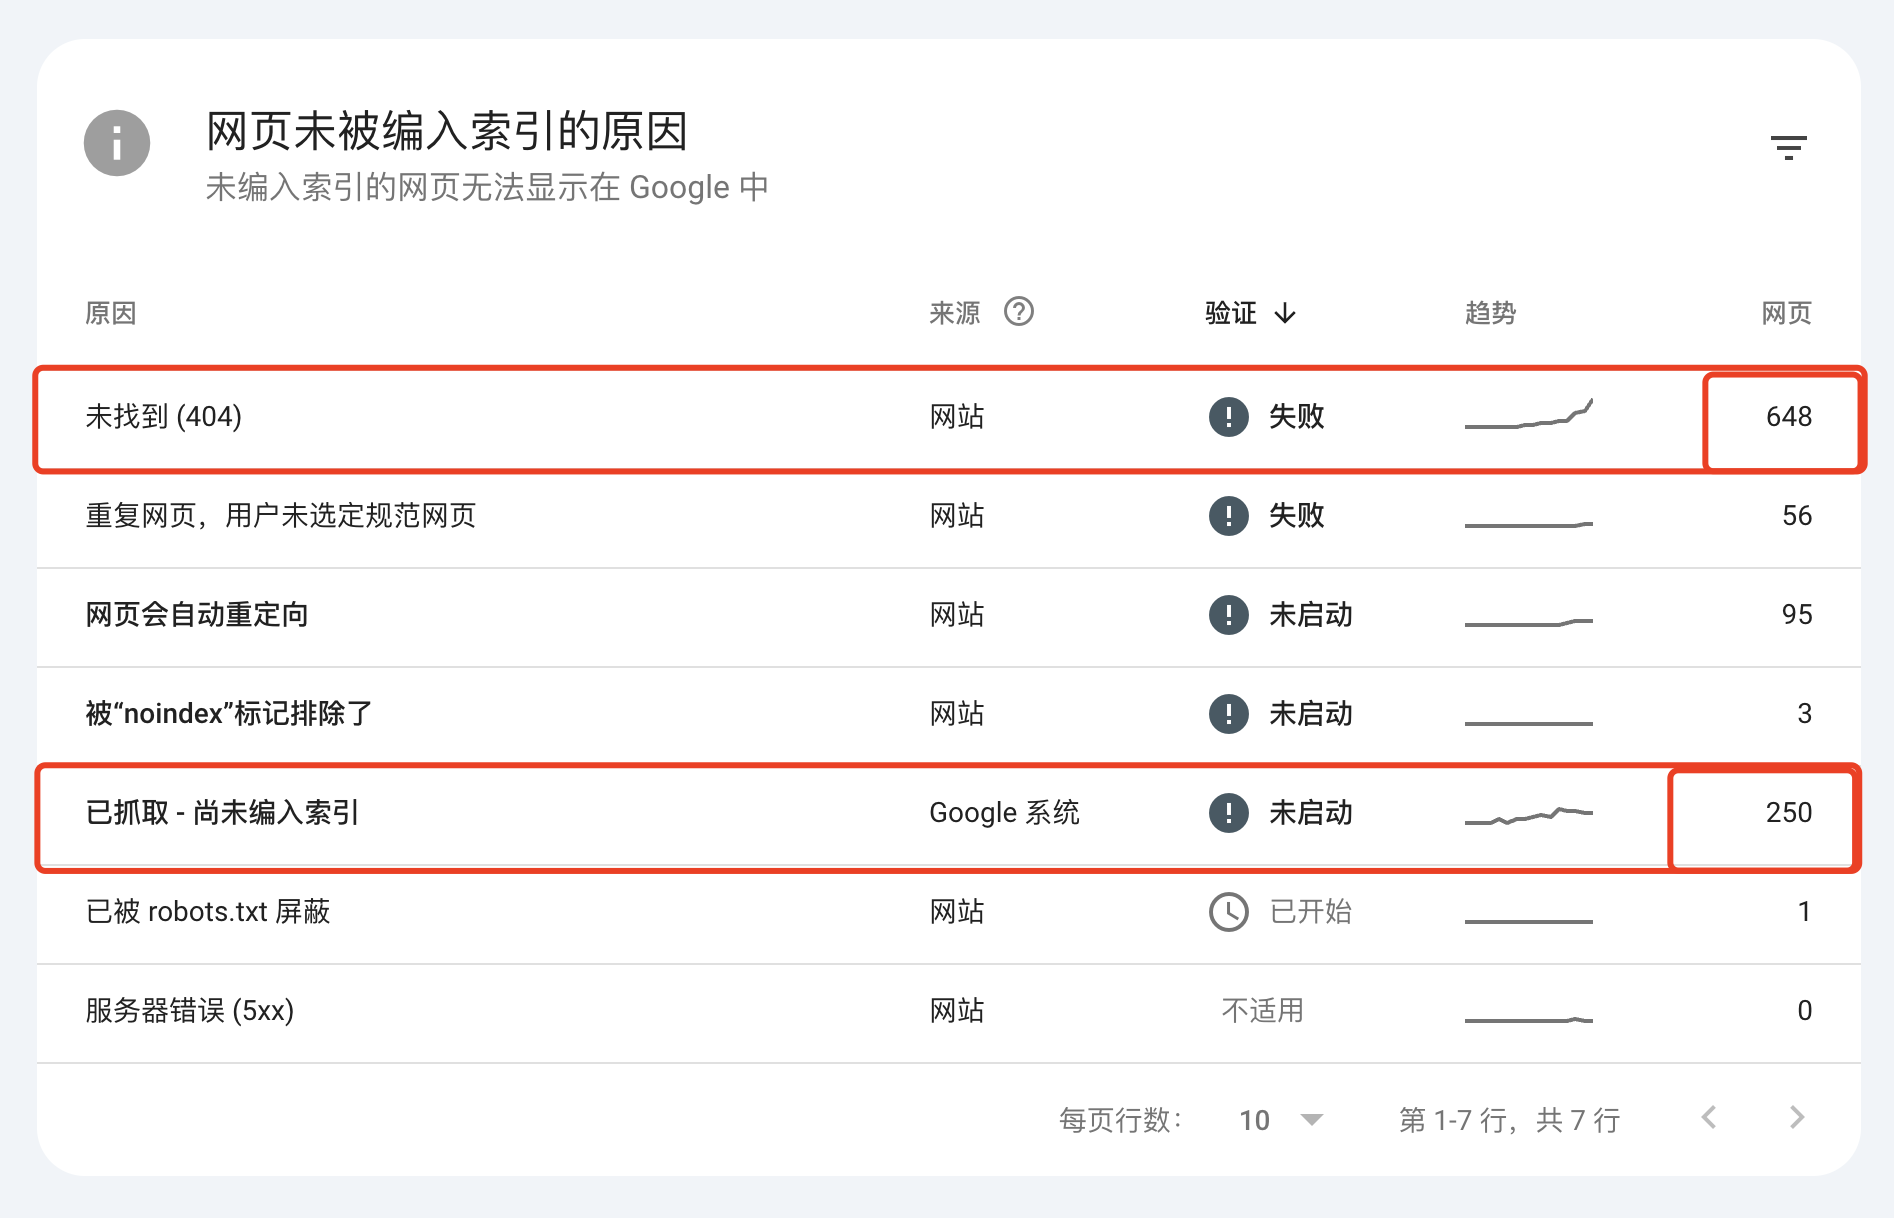 网页未被编入索引的原因
未编入索引的网页无法显示在 Google 中
原因 来源 验证 趋势 网页
未找到 (404) 网站 失败 648
重复网页，用户未选定规范网页 网站 失败 56
网页会自动重定向 网站 未启动 95
被“noindex”标记排除了 网站 未启动 3
已抓取 - 尚未编入索引 Google 系统 未启动 250
已被 robots.txt 屏蔽 网站 已开始 1
服务器错误 (5xx) 网站 不适用 0
每页行数： 10 第 1-7 行，共 7 行